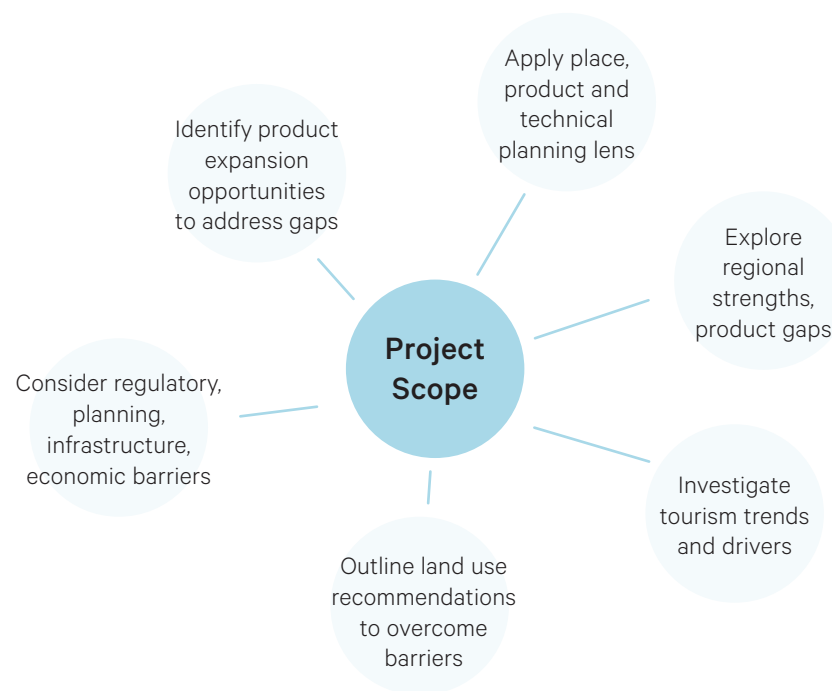 Apply place,
product and
technical
planning lens
Identify product
expansion
opportunities
to address gaps
Explore
regional
strengths,
product gaps
Project
Scope
Consider regulatory,
planning,
infrastructure,
economic barriers
Investigate
tourism trends
and drivers
Outline land use
recommendations
to overcome
barriers